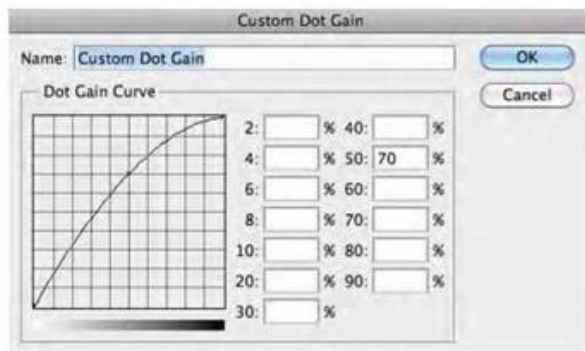 Custom Dot Gain
Name: Custom Dot Gain
OK
Cancel
Dot Gain Curve
2: % 40: %
4: % 50: 70 %
6: % 60: %
8: % 70: %
10: % 80: %
20: % 90: %
30: %